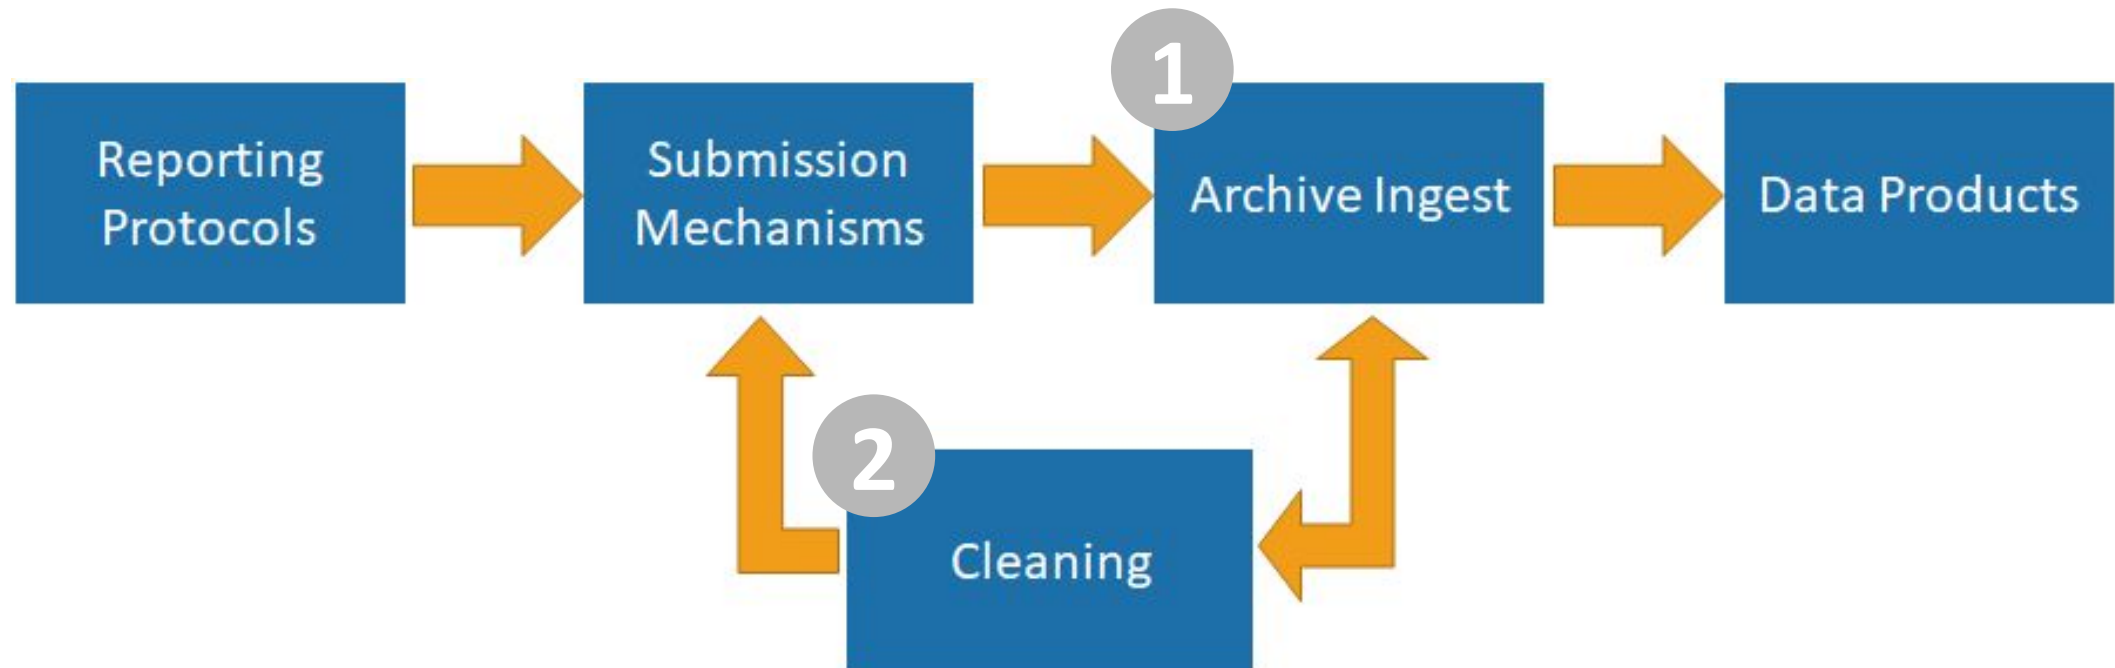 1
Reporting
Protocols
Submission
Mechanisms
Archive Ingest
Data Products
2
Cleaning